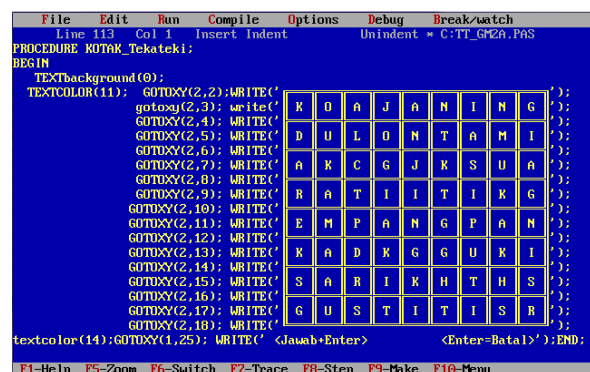 File Edit Run Compile Options Debug Break/watch
Line 113 Col 1 Insert Indent Unindent * C:TT_GMZA.PAS
PROCEDURE KOTAK_Tekateki;
BEGIN
TEXTbackground(0);
TEXTCOLOR(11); GOTOXY(2,2);WRITE(' ');
gotoxy(2,3); write(' K O A J A N I N G ');
GOTOXY(2,4); WRITE(' ');
GOTOXY(2,5); WRITE(' D U L O N T A M I ');
GOTOXY(2,6); WRITE(' ');
GOTOXY(2,7); WRITE(' A K C G J K S U A ');
GOTOXY(2,8); WRITE(' ');
GOTOXY(2,9); WRITE(' R A T I I T I K G ');
GOTOXY(2,10); WRITE(' ');
GOTOXY(2,11); WRITE(' E M P A N G P A N ');
GOTOXY(2,12); WRITE(' ');
GOTOXY(2,13); WRITE(' K A D K G G U K I ');
GOTOXY(2,14); WRITE(' ');
GOTOXY(2,15); WRITE(' S A R I K H T H S ');
GOTOXY(2,16); WRITE(' ');
GOTOXY(2,17); WRITE(' G U S T I T I S R ');
GOTOXY(2,18); WRITE(' ');
textcolor(14);GOTOXY(1,25); WRITE(' <Jawab+Enter> <Enter=Batal>');END;
F1-Help F5-Zoom F6-Switch F7-Trace F8-Step F9-Make F10-Menu